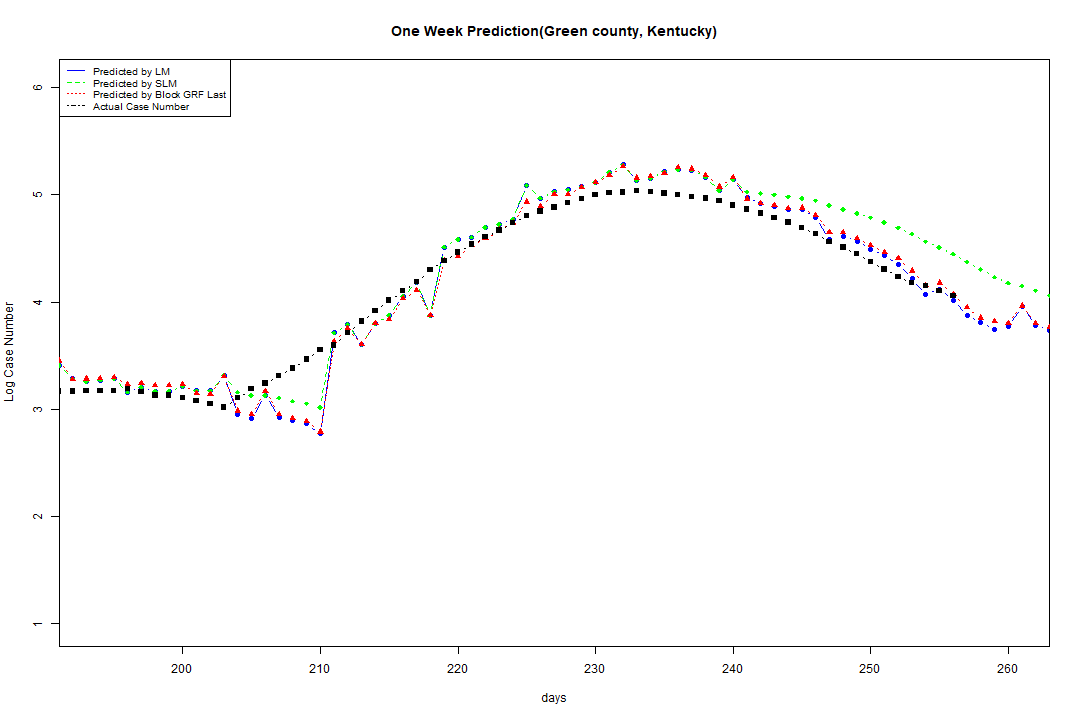 One Week Prediction(Green county, Kentucky)
Predicted by LM
Predicted by SLM
Predicted by Block GRF Last
Actual Case Number
6
5
4
3
2
1
Log Case Number
200 210 220 230 240 250 260
days